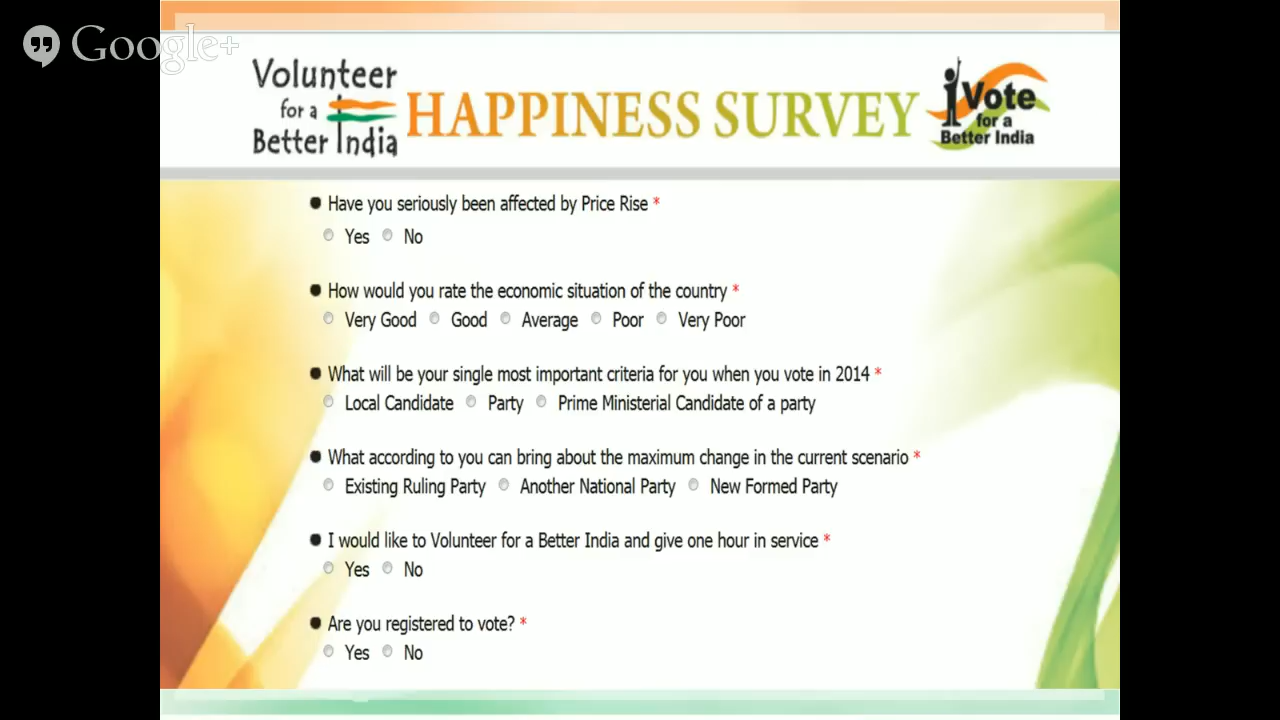 Google+
Volunteer
for a
Better India
HAPPINESS SURVEY
iVote
for a
Better India
Have you seriously been affected by Price Rise *
Yes No
How would you rate the economic situation of the country *
Very Good Good Average Poor Very Poor
What will be your single most important criteria for you when you vote in 2014 *
Local Candidate Party Prime Ministerial Candidate of a party
What according to you can bring about the maximum change in the current scenario *
Existing Ruling Party Another National Party New Formed Party
I would like to Volunteer for a Better India and give one hour in service *
Yes No
Are you registered to vote? *
Yes No